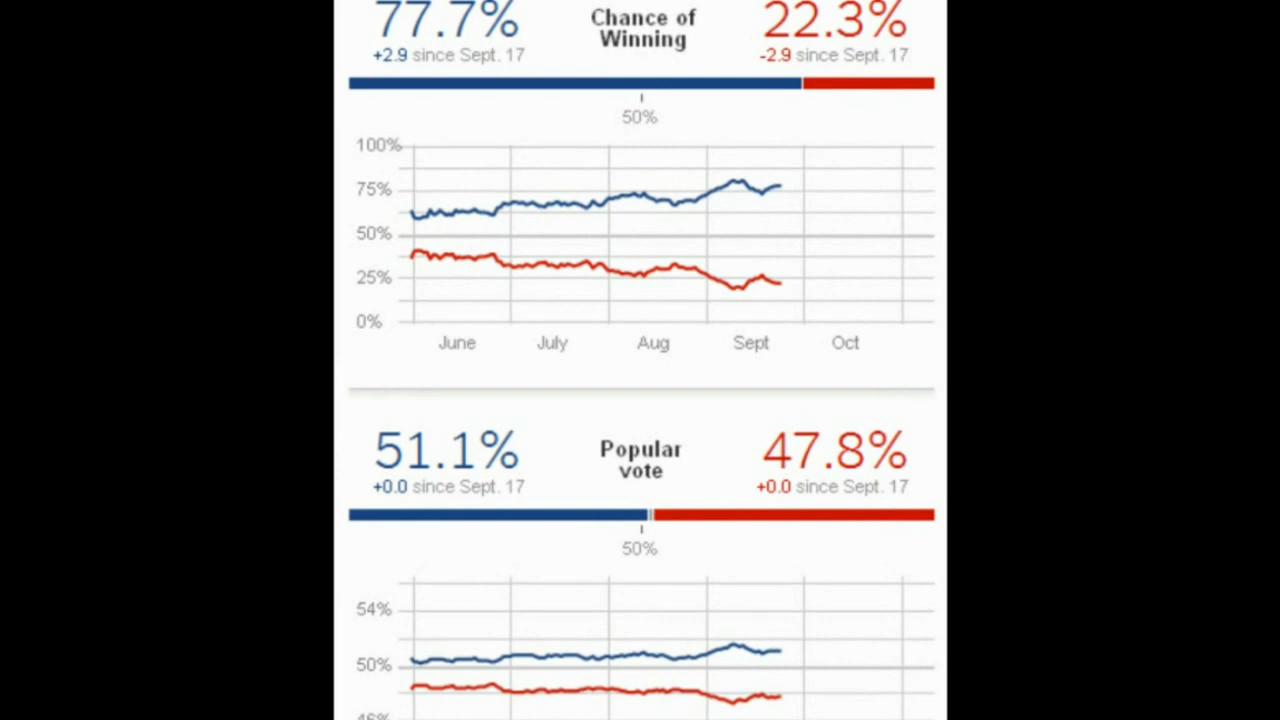 77.7%
Chance of
Winning
22.3%
+2.9 since Sept. 17
-2.9 since Sept. 17
50%
100%
75%
50%
25%
0%
June
July
Aug
Sept
Oct
51.1%
Popular
vote
47.8%
+0.0 since Sept. 17
+0.0 since Sept. 17
50%
54%
50%
46%